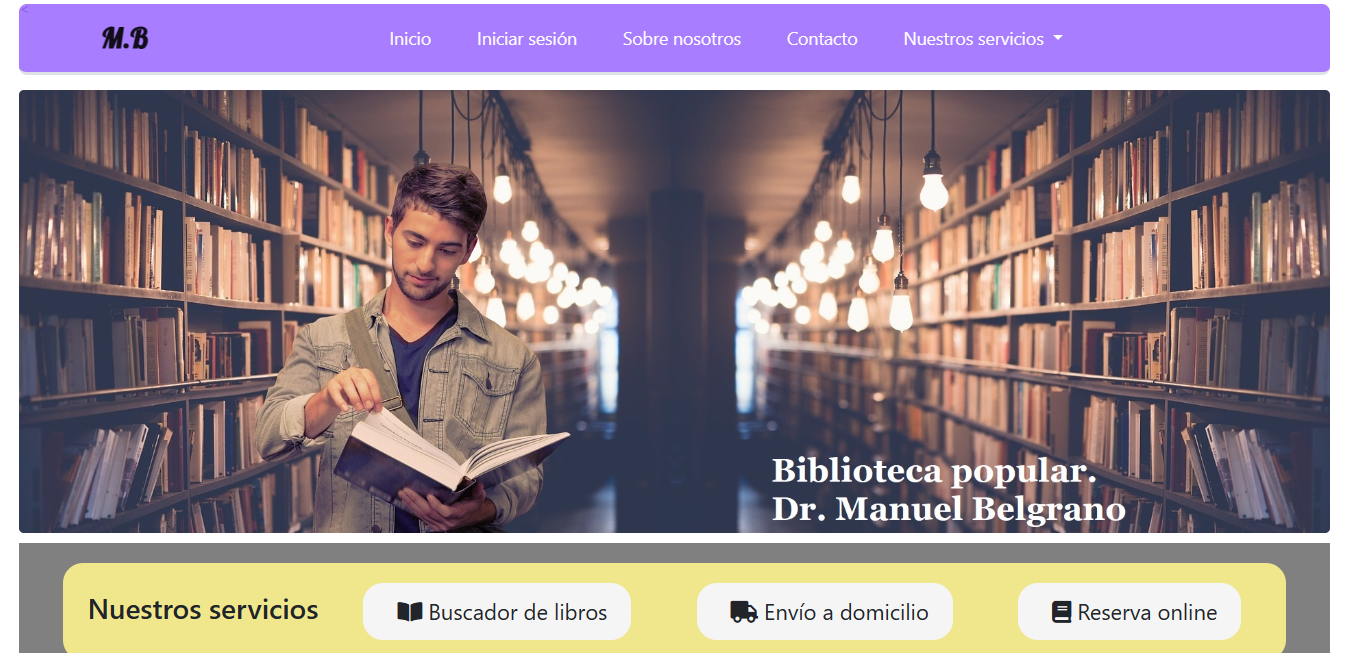 M.B
Inicio Iniciar sesión Sobre nosotros Contacto Nuestros servicios
Biblioteca popular.
Dr. Manuel Belgrano
Nuestros servicios Buscador de libros Envío a domicilio Reserva online